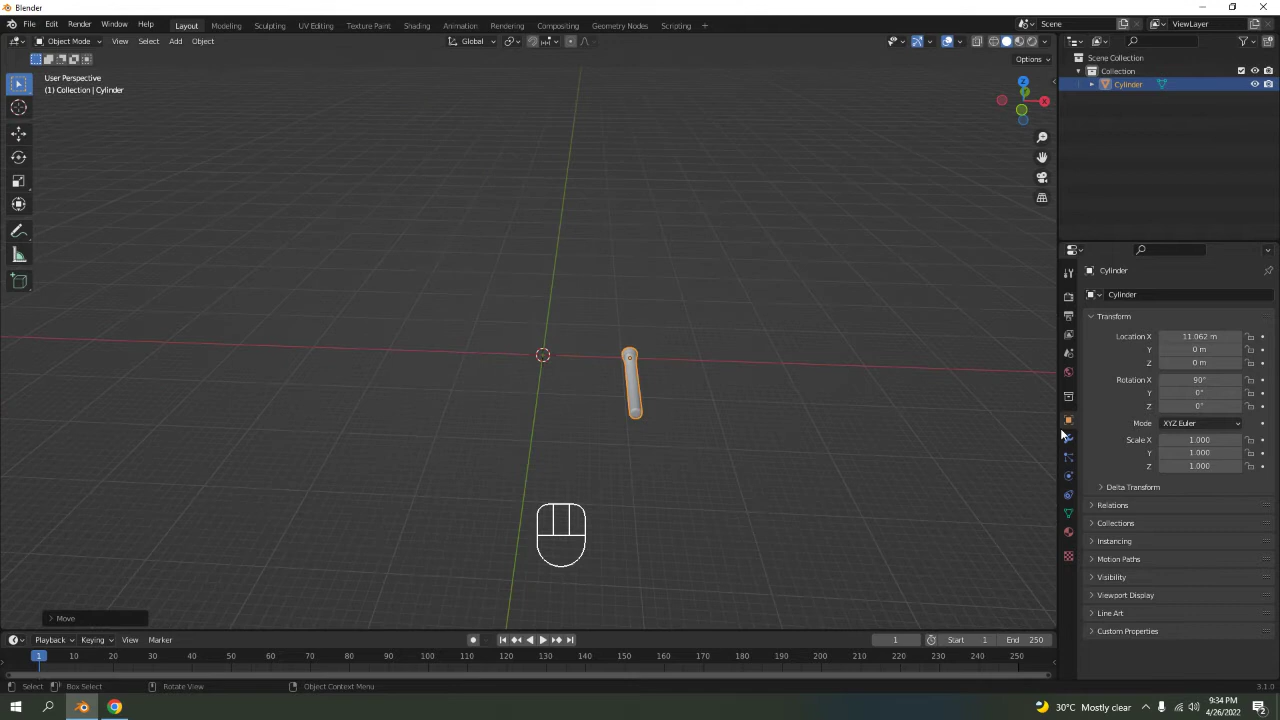 Blender
File Edit Render Window Help Layout Modeling Sculpting UV Editing Texture Paint Shading Animation Rendering Compositing Geometry Nodes Scripting + Scene ViewLayer
Object Mode View Select Add Object Global
Options
User Perspective
(1) Collection | Cylinder
Z
X
Scene Collection
Collection
Cylinder
Cylinder
Cylinder
Transform
Location X 11.062 m
Y 0 m
Z 0 m
Rotation X 90°
Y 0°
Z 0°
Mode XYZ Euler
Scale X 1.000
Y 1.000
Z 1.000
Delta Transform
Relations
Collections
Instancing
Motion Paths
Visibility
Viewport Display
Line Art
Custom Properties
Move
Playback Keying View Marker 1 Start 1 End 250
1 10 20 30 40 50 60 70 80 90 100 110 120 130 140 150 160 170 180 190 200 210 220 230 240 250
Select Box Select Rotate View Object Context Menu 3.1.0
30°C Mostly clear 9:34 PM
4/26/2022 2